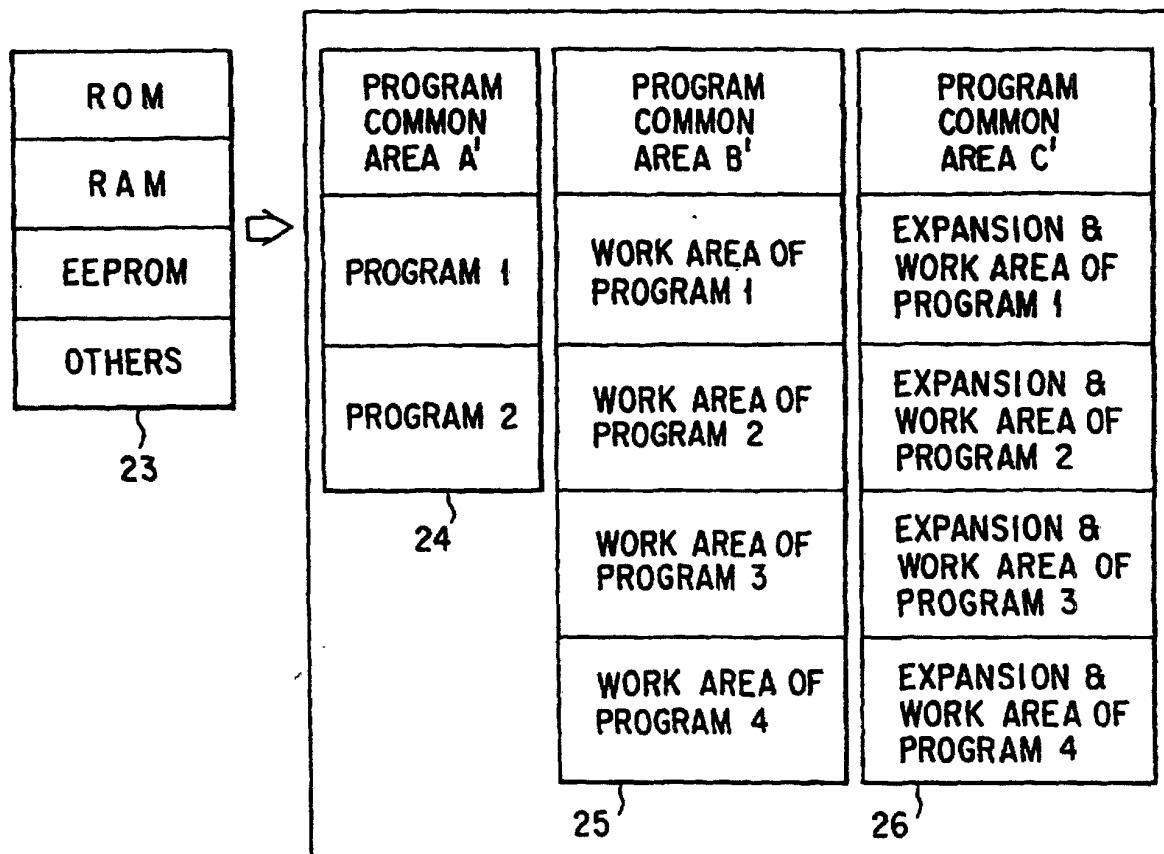 ROM
RAM
EEPROM
OTHERS
23
PROGRAM
COMMON
AREA A'
PROGRAM 1
PROGRAM 2
24
PROGRAM
COMMON
AREA B'
WORK AREA OF
PROGRAM 1
WORK AREA OF
PROGRAM 2
WORK AREA OF
PROGRAM 3
WORK AREA OF
PROGRAM 4
25
PROGRAM
COMMON
AREA C'
EXPANSION &
WORK AREA OF
PROGRAM 1
EXPANSION &
WORK AREA OF
PROGRAM 2
EXPANSION &
WORK AREA OF
PROGRAM 3
EXPANSION &
WORK AREA OF
PROGRAM 4
26